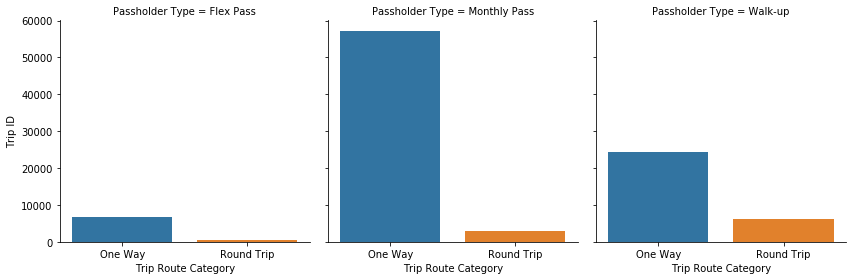 Passholder Type = Flex Pass
Passholder Type = Monthly Pass
Passholder Type = Walk-up
60000
50000
40000
30000
20000
10000
0
Trip ID
One Way
Round Trip
One Way
Round Trip
One Way
Round Trip
Trip Route Category
Trip Route Category
Trip Route Category